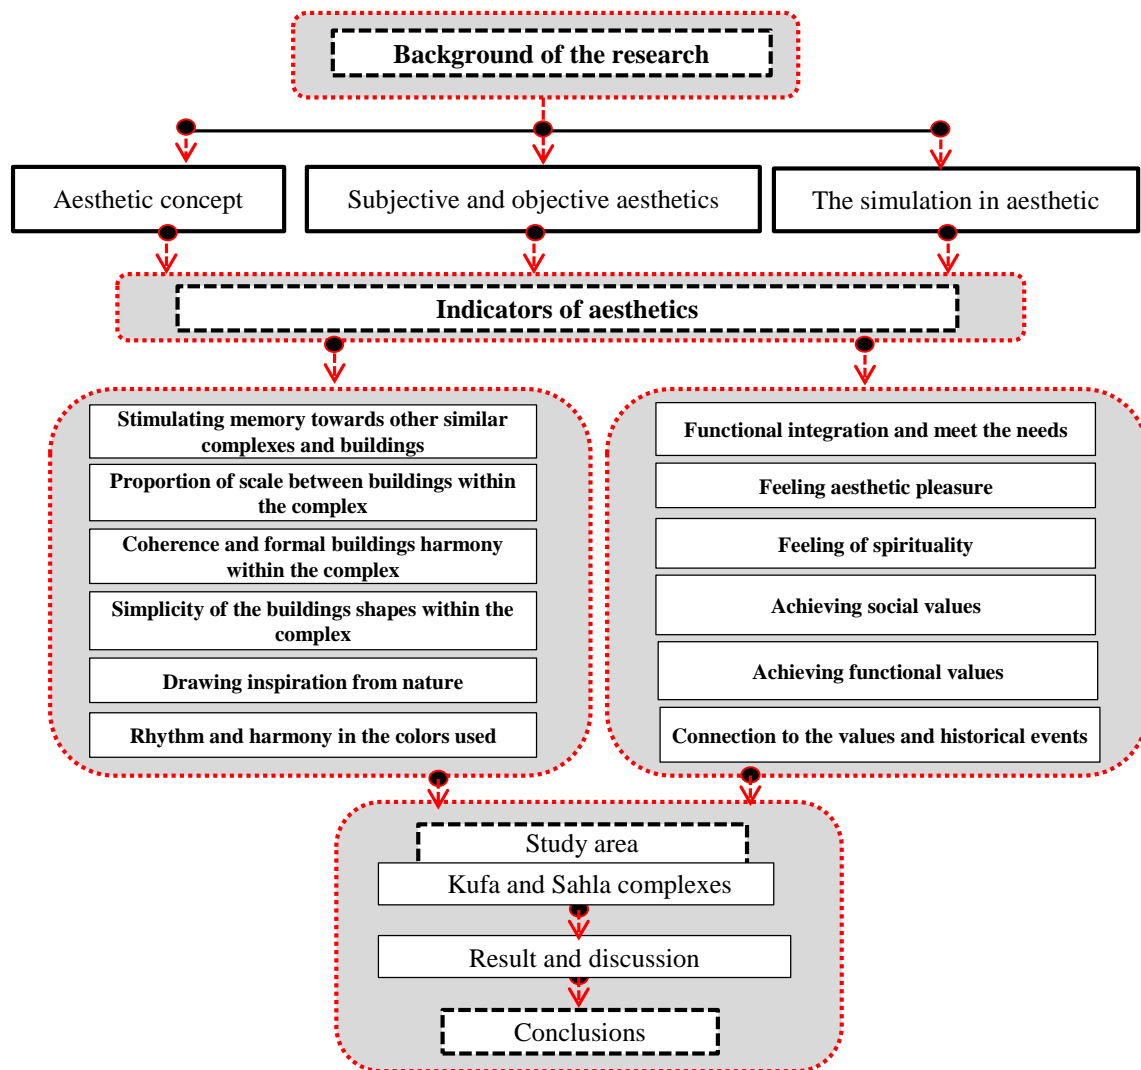 Background of the research
Aesthetic concept
Subjective and objective aesthetics
The simulation in aesthetic
Indicators of aesthetics
Stimulating memory towards other similar
complexes and buildings
Proportion of scale between buildings within
the complex
Coherence and formal buildings harmony
within the complex
Simplicity of the buildings shapes within the
complex
Drawing inspiration from nature
Rhythm and harmony in the colors used
Functional integration and meet the needs
Feeling aesthetic pleasure
Feeling of spirituality
Achieving social values
Achieving functional values
Connection to the values and historical events
Study area
Kufa and Sahla complexes
Result and discussion
Conclusions